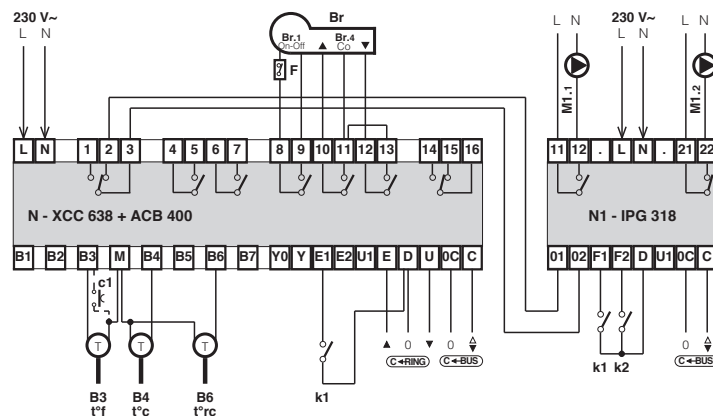 230 V~
L N
Br
Br.1 Br.4
On-Off ▲ Co ▼
F
L N
230 V~
L N
L N
M1.1
M1.2
L N 1 2 3 4 5 6 7 8 9 10 11 12 13 14 15 16
11 12 . L N . 21 22
N - XCC 638 + ACB 400
N1 - IPG 318
B1 B2 B3 M B4 B5 B6 B7 Y0 Y E1 E2 U1 E D U 0C C
01 02 F1 F2 D U1 0C C
c1
T T T
▲ 0 ▼ 0
C◄RING C◄BUS
0
C◄BUS
k1
k1 k2
B3 B4 B6
t°f t°c t°rc